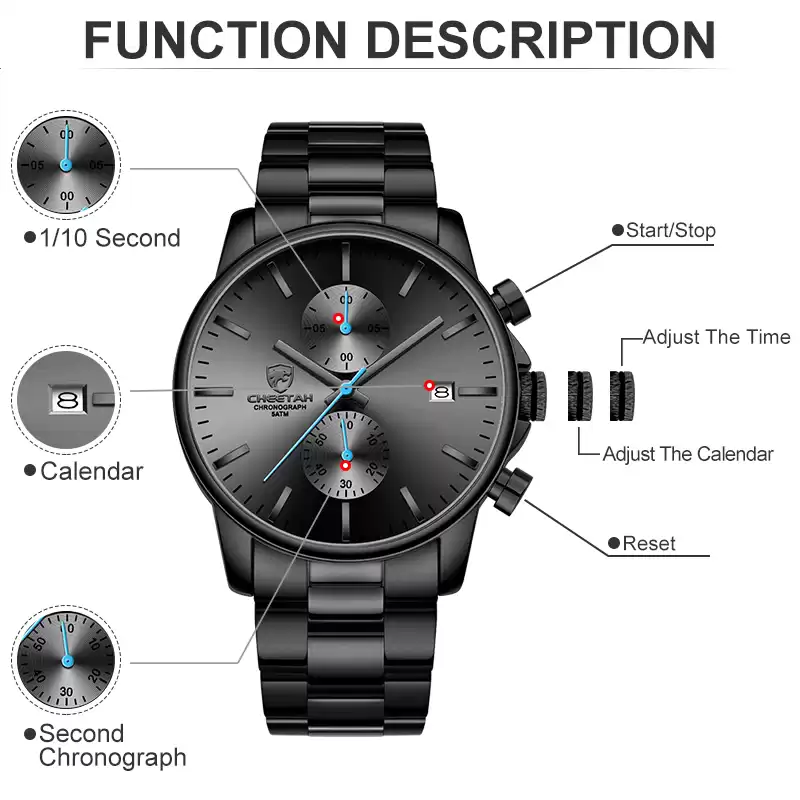 FUNCTION DESCRIPTION
00
05 05
00
●1/10 Second
●Start/Stop
00
05 05
00
Adjust The Time
8
CHEETAH
CHRONOGRAPH
5ATM
8
●Calendar
Adjust The Calendar
50 10
40 20
30
●Reset
50 0 10
40 20
30
●Second
Chronograph